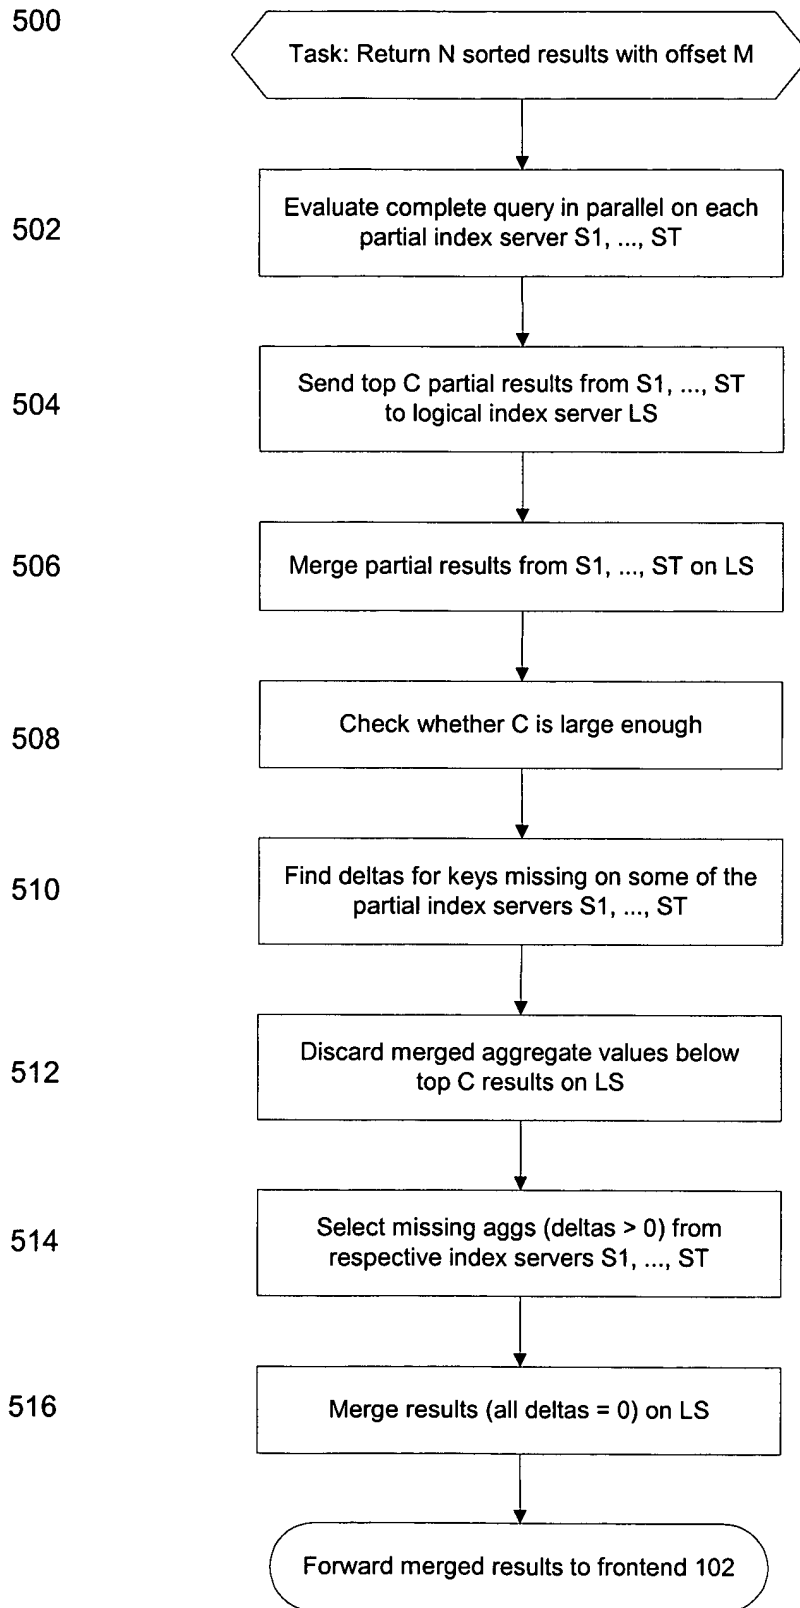 500
Task: Return N sorted results with offset M
502
Evaluate complete query in parallel on each
partial index server S1, ..., ST
504
Send top C partial results from S1, ..., ST
to logical index server LS
506
Merge partial results from S1, ..., ST on LS
508
Check whether C is large enough
510
Find deltas for keys missing on some of the
partial index servers S1, ..., ST
512
Discard merged aggregate values below
top C results on LS
514
Select missing aggs (deltas > 0) from
respective index servers S1, ..., ST
516
Merge results (all deltas = 0) on LS
Forward merged results to frontend 102